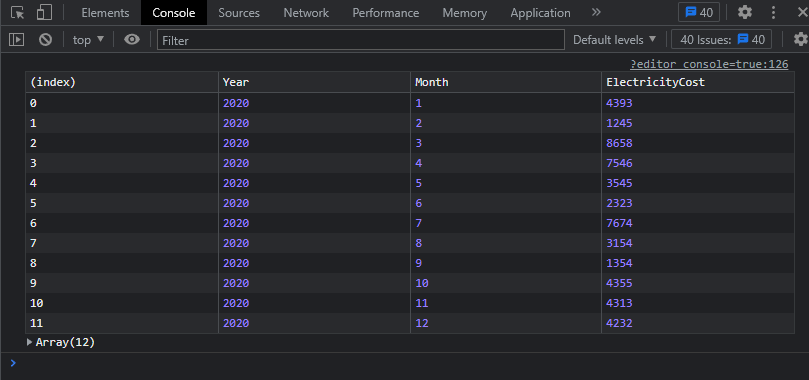 Elements Console Sources Network Performance Memory Application » 40
top ▼ Filter Default levels ▼ 40 Issues: 40
?editor_console=true:126
(index) Year Month ElectricityCost
0 2020 1 4393
1 2020 2 1245
2 2020 3 8658
3 2020 4 7546
4 2020 5 3545
5 2020 6 2323
6 2020 7 7674
7 2020 8 3154
8 2020 9 1354
9 2020 10 4355
10 2020 11 4313
11 2020 12 4232
▶ Array(12)
>